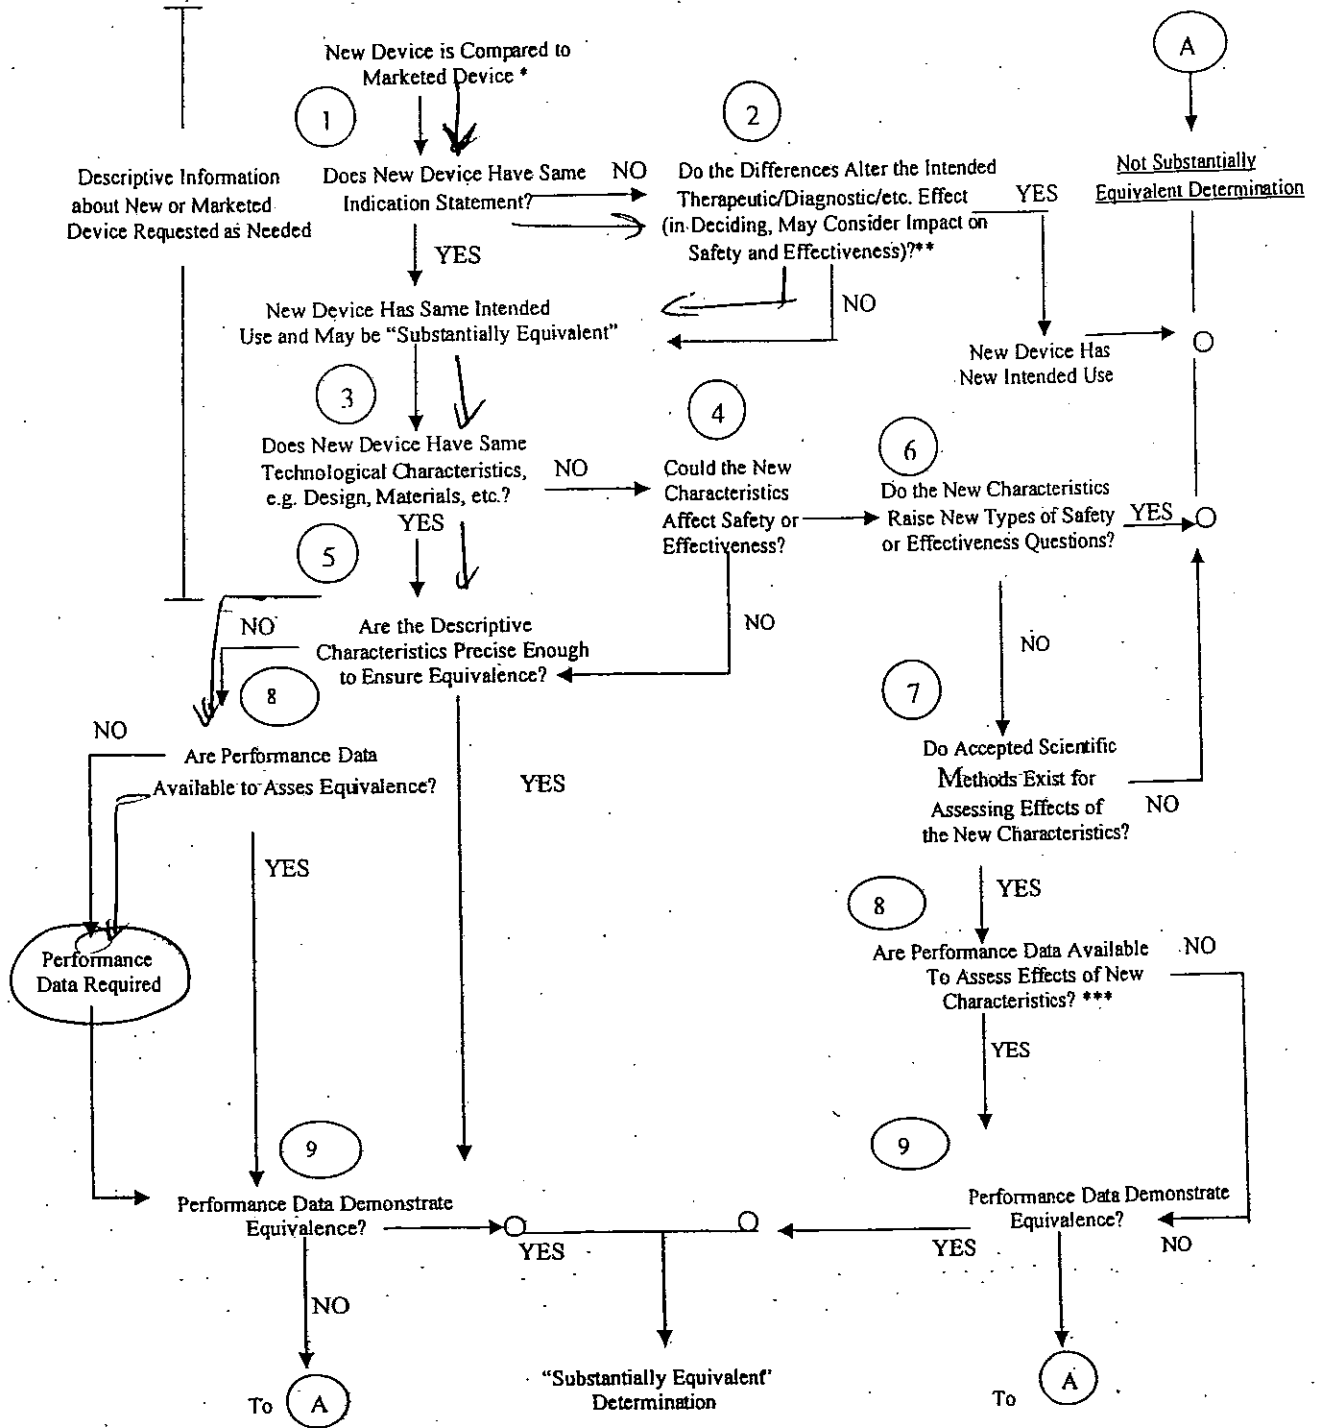 A
New Device is Compared to
Marketed Device *
1
2
Descriptive Information
about New or Marketed
Device Requested as Needed
Does New Device Have Same
Indication Statement?
NO
Do the Differences Alter the Intended
Therapeutic/Diagnostic/etc. Effect
(in Deciding, May Consider Impact on
Safety and Effectiveness)?**
YES
Not Substantially
Equivalent Determination
YES
NO
New Device Has Same Intended
Use and May be "Substantially Equivalent"
New Device Has
New Intended Use
3
4
6
Does New Device Have Same
Technological Characteristics,
e.g. Design, Materials, etc.?
NO
Could the New
Characteristics
Affect Safety or
Effectiveness?
Do the New Characteristics
Raise New Types of Safety
or Effectiveness Questions?
YES
YES
5
NO
Are the Descriptive
Characteristics Precise Enough
to Ensure Equivalence?
NO
NO
8
7
NO
Are Performance Data
Available to Asses Equivalence?
YES
Do Accepted Scientific
Methods Exist for
Assessing Effects of
the New Characteristics?
NO
YES
YES
8
Performance
Data Required
Are Performance Data Available
To Assess Effects of New
Characteristics? ***
NO
YES
9
9
Performance Data Demonstrate
Equivalence?
YES
Performance Data Demonstrate
Equivalence?
YES
NO
NO
To A
"Substantially Equivalent"
Determination
To A